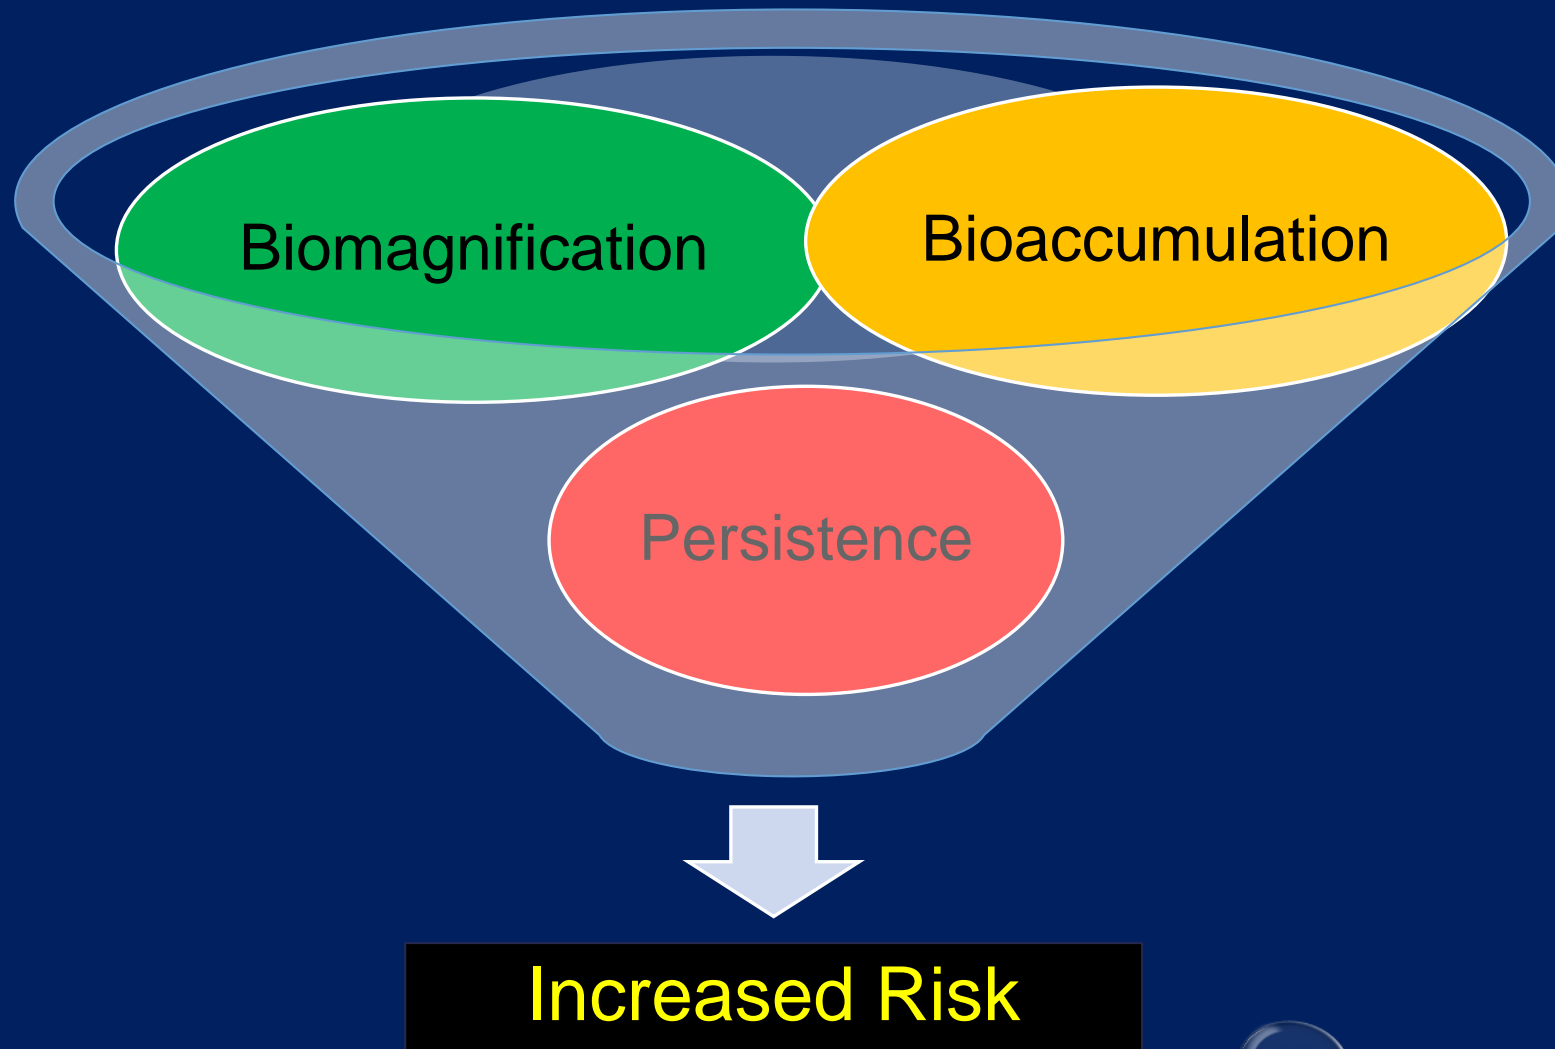 Biomagnification
Bioaccumulation
Persistence
Increased Risk